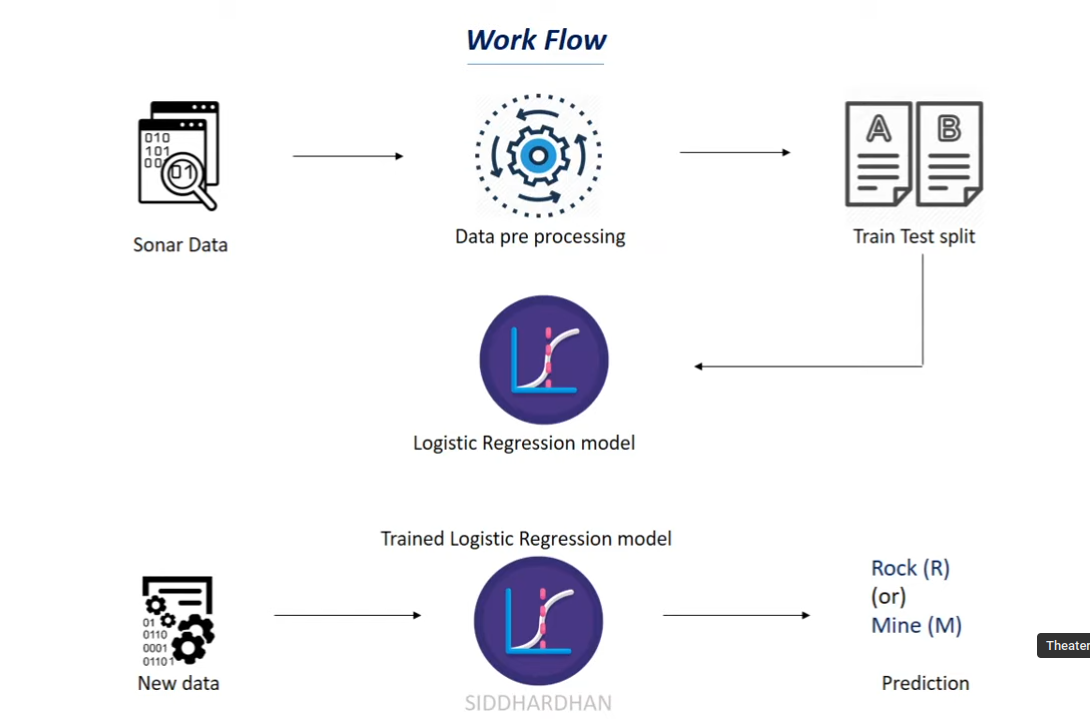 Work Flow
010
101
00
01
A
B
Sonar Data
Data pre processing
Train Test split
Logistic Regression model
Trained Logistic Regression model
Rock (R)
(or)
Mine (M)
01
0110
0001
01101
New data
Prediction
SIDDHARDHAN